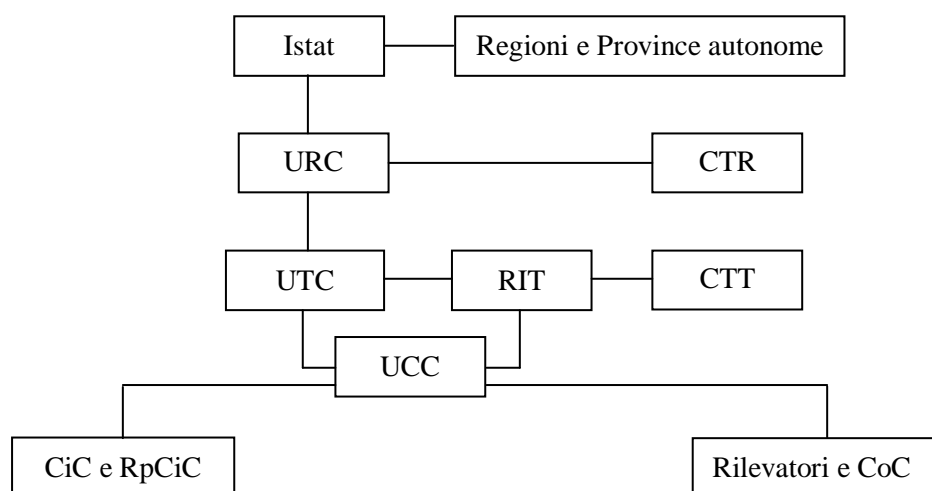 Istat
Regioni e Province autonome
URC
CTR
UTC
RIT
CTT
UCC
CiC e RpCiC
Rilevatori e CoC